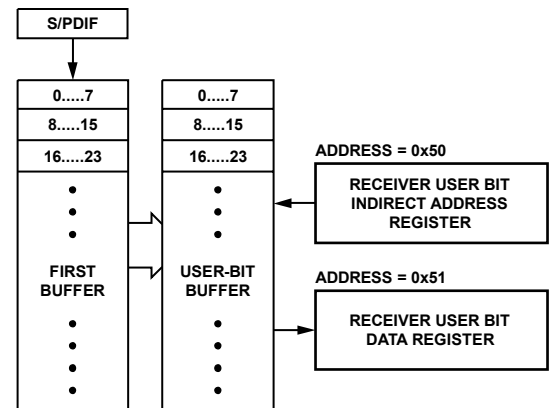 S/PDIF
0.....7
8.....15
16.....23
FIRST
BUFFER
0.....7
8.....15
16.....23
USER-BIT
BUFFER
ADDRESS = 0x50
RECEIVER USER BIT
INDIRECT ADDRESS
REGISTER
ADDRESS = 0x51
RECEIVER USER BIT
DATA REGISTER